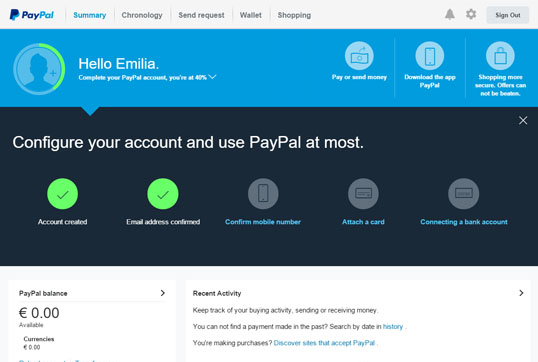 PayPal
Summary
Chronology
Send request
Wallet
Shopping
Sign Out
Hello Emilia.
Complete your PayPal account, you're at 40%
Pay or send money
Download the app
PayPal
Shopping more
secure. Offers can
not be beaten.
Configure your account and use PayPal at most.
Account created
Email address confirmed
Confirm mobile number
Attach a card
Connecting a bank account
PayPal balance
€ 0.00
Available
Currencies
€ 0.00
Recent Activity
Keep track of your buying activity, sending or receiving money.
You can not find a payment made in the past? Search by date in history .
You're making purchases? Discover sites that accept PayPal .